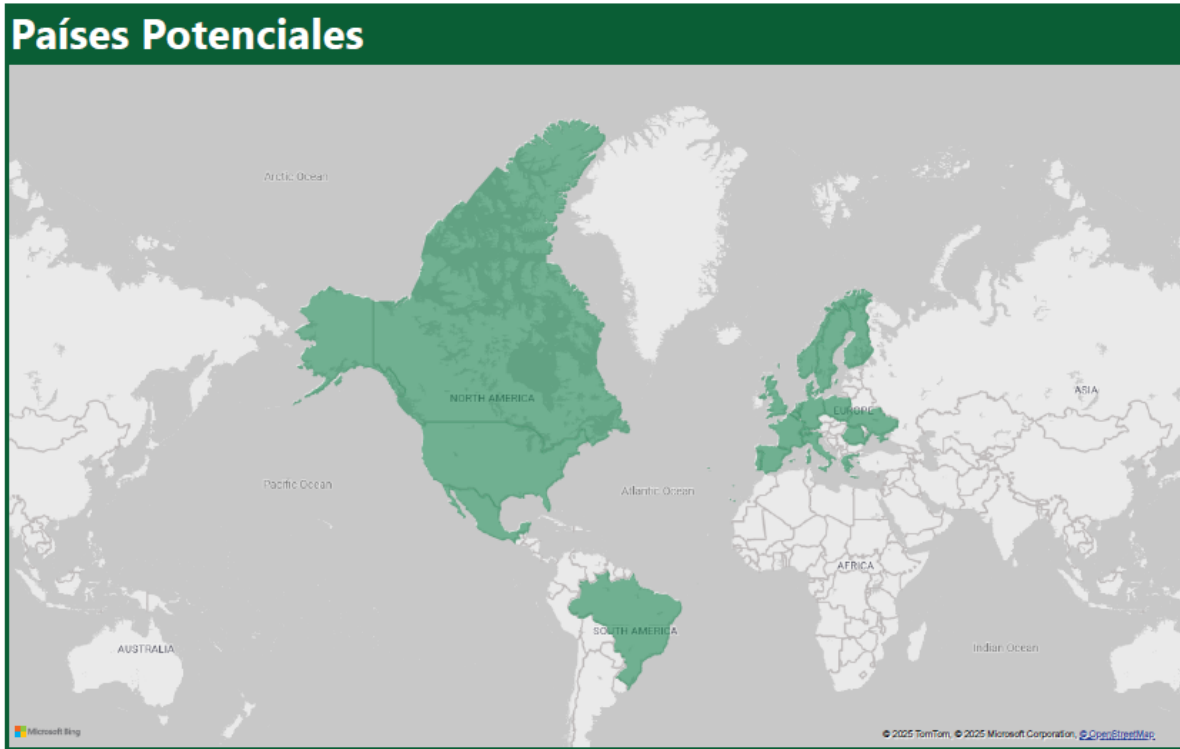 Países Potenciales
Arctic Ocean
NORTH AMERICA
EUROPE
ASIA
Pacific Ocean
Atlantic Ocean
AFRICA
SOUTH AMERICA
AUSTRALIA
Indian Ocean
Microsoft Bing
© 2025 TomTom, © 2025 Microsoft Corporation, © OpenStreetMap